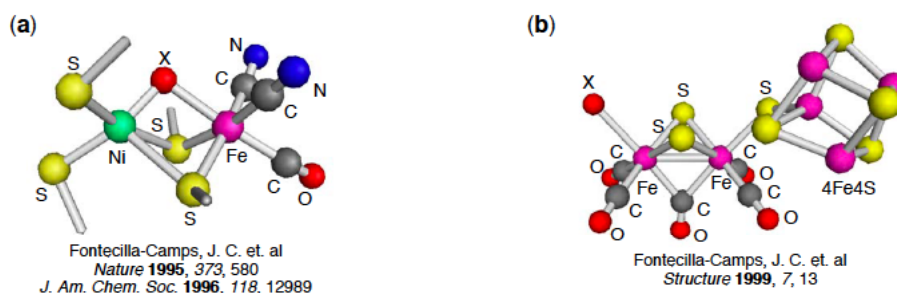 (a)
N
X
C
N
S
C
S
Ni
Fe
S
C
O
S
Fontecilla-Camps, J. C. et. al
Nature 1995, 373, 580
J. Am. Chem. Soc. 1996, 118, 12989
(b)
S
X
S
S
S
C
C
O
O
Fe
Fe
C
C
C
4Fe4S
O
O
O
Fontecilla-Camps, J. C. et. al
Structure 1999, 7, 13